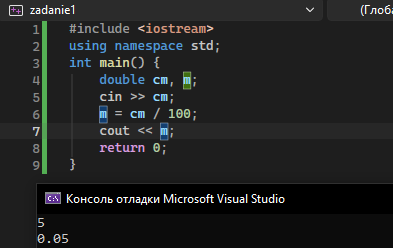 zadanie1
(Глоба
1 #include <iostream>
2 using namespace std;
3 int main() {
4 double cm, m;
5 cin >> cm;
6 m = cm / 100;
7 cout << m;
8 return 0;
9 }
Консоль отладки Microsoft Visual Studio
5
0.05